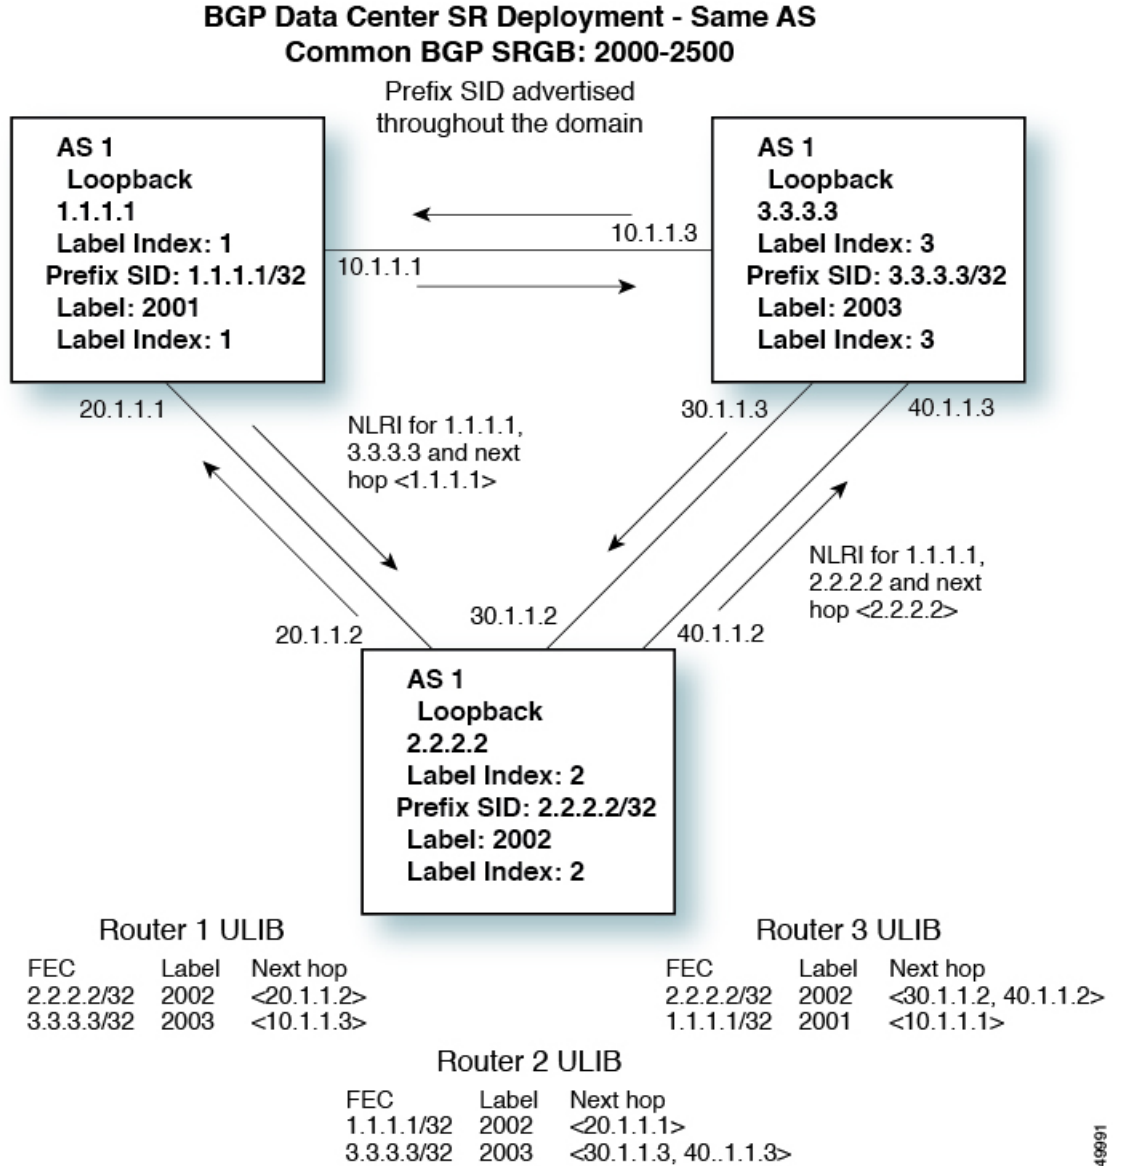 BGP Data Center SR Deployment - Same AS
Common BGP SRGB: 2000-2500
Prefix SID advertised
throughout the domain
AS 1
Loopback
1.1.1.1
Label Index: 1
Prefix SID: 1.1.1.1/32
Label: 2001
Label Index: 1
AS 1
Loopback
3.3.3.3
Label Index: 3
Prefix SID: 3.3.3.3/32
Label: 2003
Label Index: 3
10.1.1.3
10.1.1.1
20.1.1.1
NLRI for 1.1.1.1,
3.3.3.3 and next
hop <1.1.1.1>
30.1.1.3
40.1.1.3
NLRI for 1.1.1.1,
2.2.2.2 and next
hop <2.2.2.2>
20.1.1.2
30.1.1.2
40.1.1.2
AS 1
Loopback
2.2.2.2
Label Index: 2
Prefix SID: 2.2.2.2/32
Label: 2002
Label Index: 2
Router 1 ULIB
FEC Label Next hop
2.2.2.2/32 2002 <20.1.1.2>
3.3.3.3/32 2003 <10.1.1.3>
Router 3 ULIB
FEC Label Next hop
2.2.2.2/32 2002 <30.1.1.2, 40.1.1.2>
1.1.1.1/32 2001 <10.1.1.1>
Router 2 ULIB
FEC Label Next hop
1.1.1.1/32 2002 <20.1.1.1>
3.3.3.3/32 2003 <30.1.1.3, 40..1.1.3>
49991